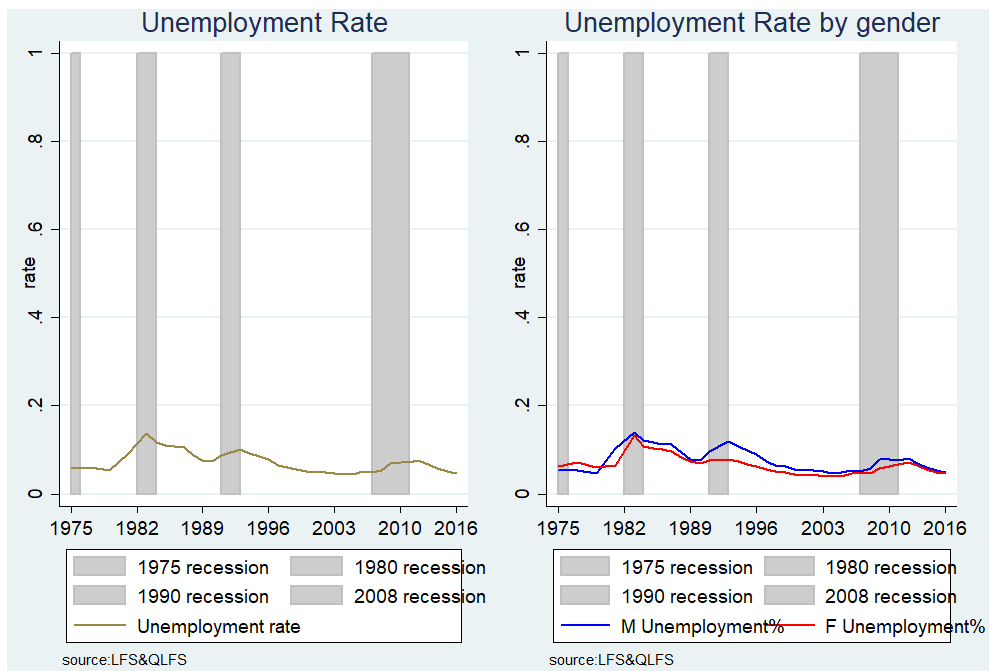 Unemployment Rate
1
.8
.6
.4
.2
0
rate
1975 1982 1989 1996 2003 2010 2016
1975 recession 1980 recession
1990 recession 2008 recession
Unemployment rate
source:LFS&QLFS
Unemployment Rate by gender
1
.8
.6
.4
.2
0
rate
1975 1982 1989 1996 2003 2010 2016
1975 recession 1980 recession
1990 recession 2008 recession
M Unemployment% F Unemployment%
source:LFS&QLFS